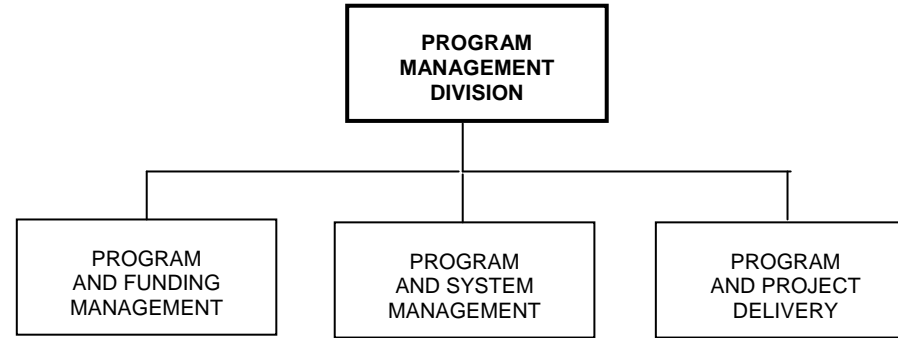 PROGRAM
MANAGEMENT
DIVISION
PROGRAM
AND FUNDING
MANAGEMENT
PROGRAM
AND SYSTEM
MANAGEMENT
PROGRAM
AND PROJECT
DELIVERY